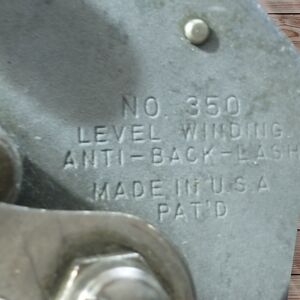 NO. 350
LEVEL WINDING.
ANTI-BACK-LASH
MADE IN U.S.A
PAT'D